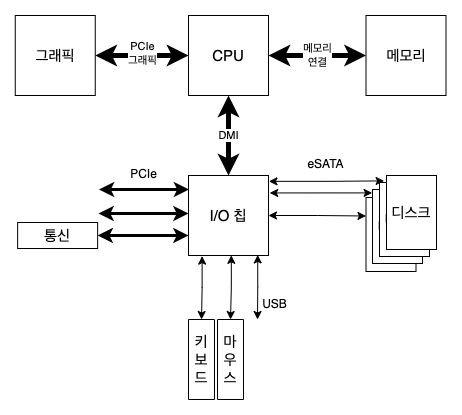 그래픽
PCIe
그래픽
CPU
메모리
연결
메모리
DMI
PCIe
eSATA
I/O 칩
디스크
통신
USB
키
보
드
마
우
스